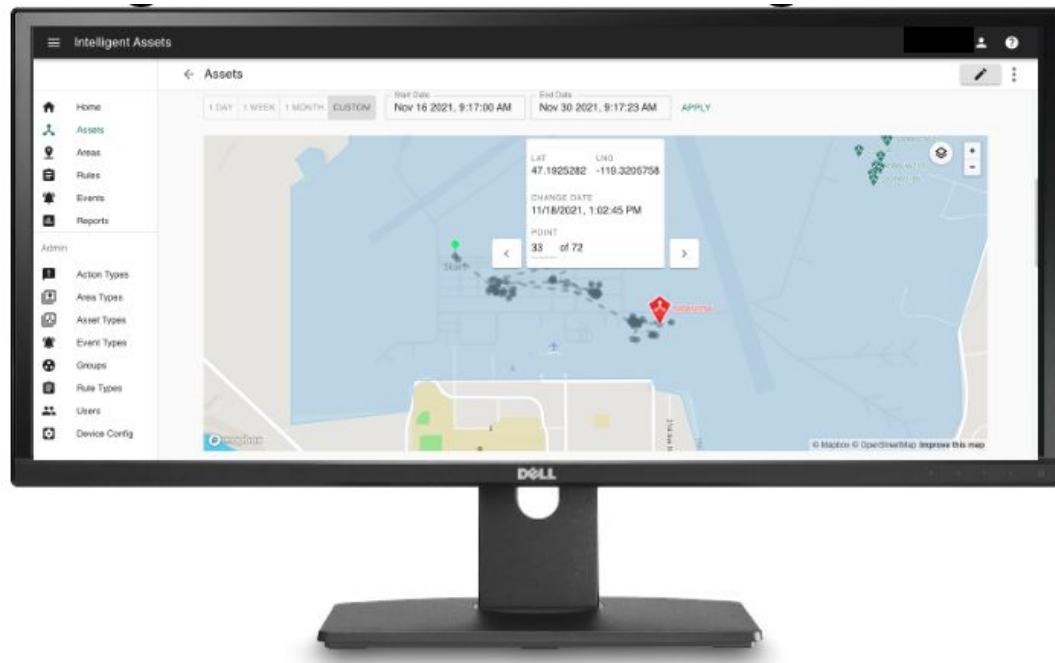 Intelligent Assets
Assets
Home
Assets
Areas
Rules
Events
Reports
Admin
Action Types
Area Types
Asset Types
Event Types
Groups
Rule Types
Users
Device Config
1 DAY 1 WEEK 1 MONTH CUSTOM
Start Date
Nov 16 2021, 9:17:00 AM
End Date
Nov 30 2021, 9:17:23 AM
APPLY
LAT LNG
47.1925282 -119.3205758
CHANGE DATE
11/18/2021, 1:02:45 PM
POINT
33 of 72
Start
mapbox
© Mapbox © OpenStreetMap Improve this map
DELL